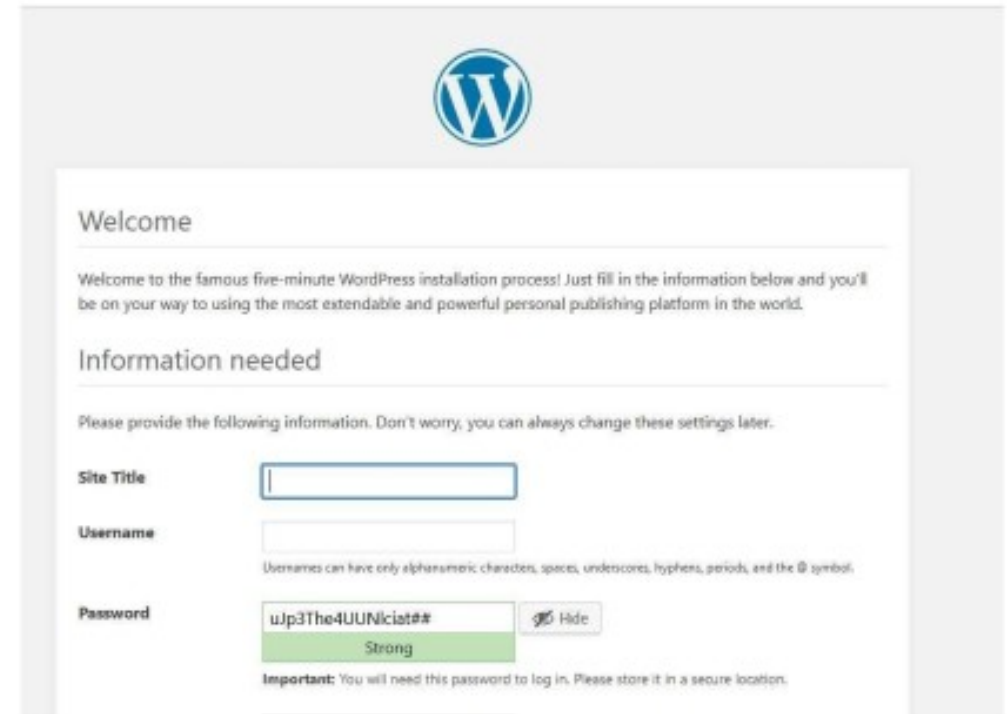 Welcome
Welcome to the famous five-minute WordPress installation process! Just fill in the information below and you'll
be on your way to using the most extendable and powerful personal publishing platform in the world.
Information needed
Please provide the following information. Don't worry, you can always change these settings later.
Site Title
Username
Usernames can have only alphanumeric characters, spaces, underscores, hyphens, periods, and the @ symbol.
Password
Hide
Strong
Important: You will need this password to log in. Please store it in a secure location.